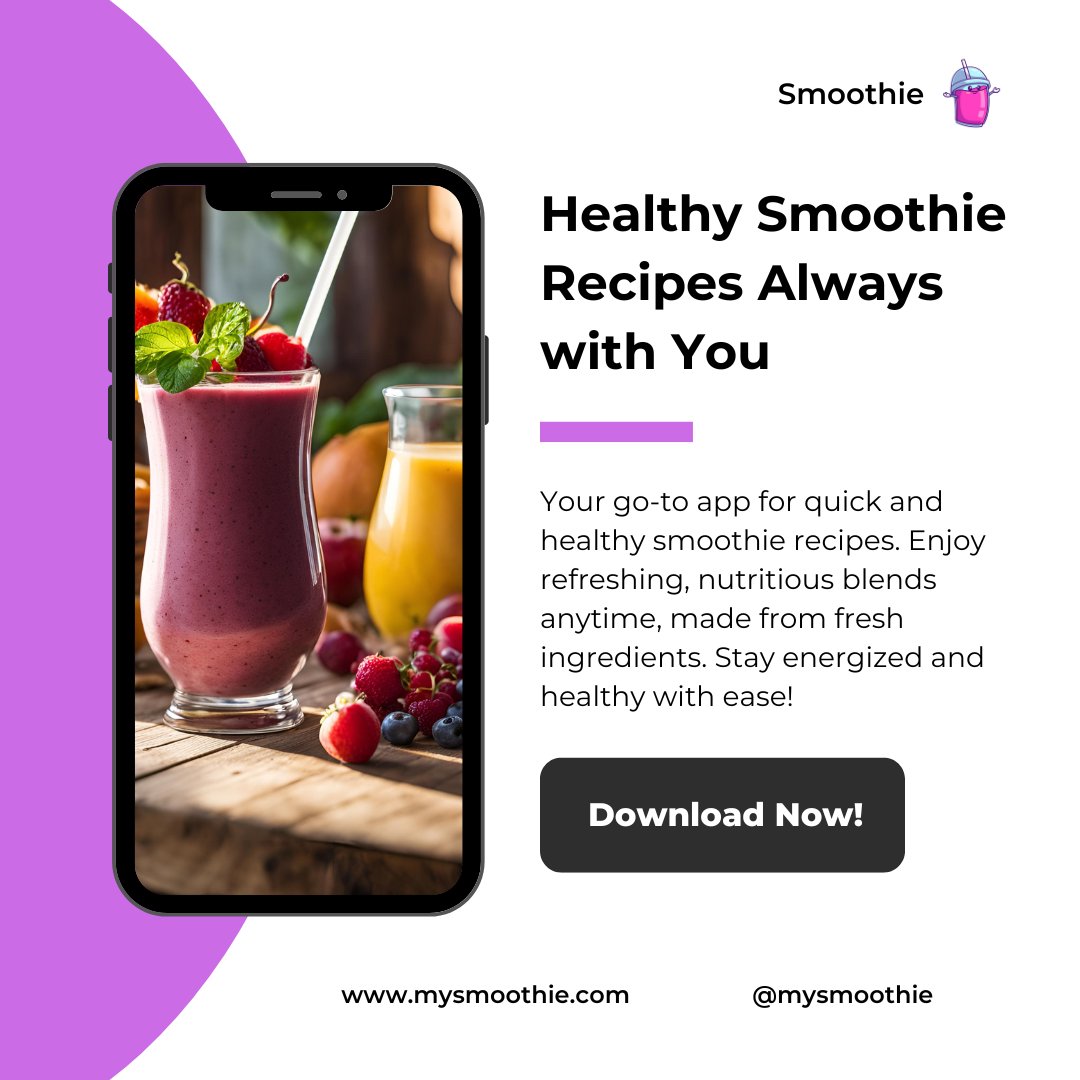 Smoothie
Healthy Smoothie
Recipes Always
with You
Your go-to app for quick and
healthy smoothie recipes. Enjoy
refreshing, nutritious blends
anytime, made from fresh
ingredients. Stay energized and
healthy with ease!
Download Now!
www.mysmoothie.com
@mysmoothie